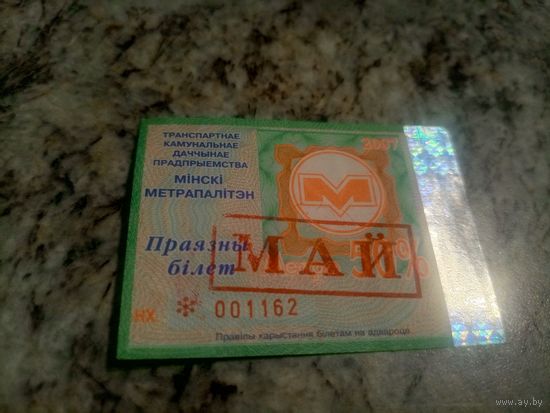 ТРАНСПАРТНАЕ
КАМУНАЛЬНАЕ
ДАЧЧЫНАЕ
ПРАДПРЫЕМСТВА
МІНСКІ
МЕТРАПАЛІТЭН
2007
М
Праязны
білет
МАЙ
%
НХ
001162
Правілы карыстання білетам на адвароце
www.ay.by